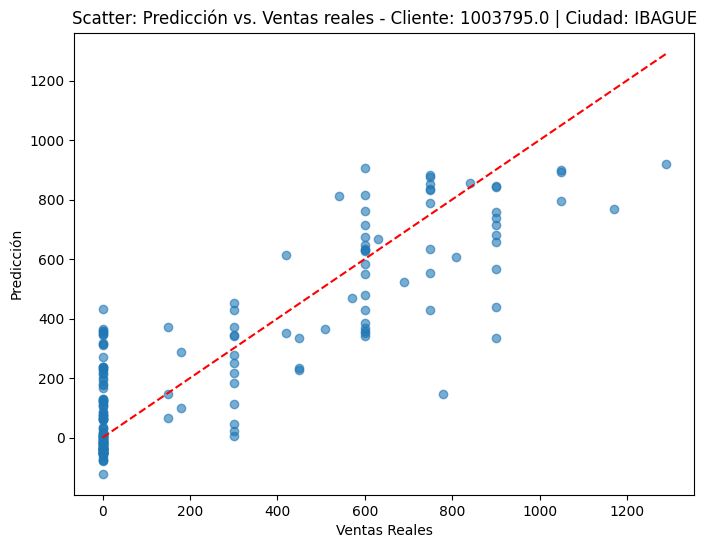 Scatter: Predicción vs. Ventas reales - Cliente: 1003795.0 | Ciudad: IBAGUE
1200
1000
800
600
400
200
0
Predicción
0 200 400 600 800 1000 1200
Ventas Reales